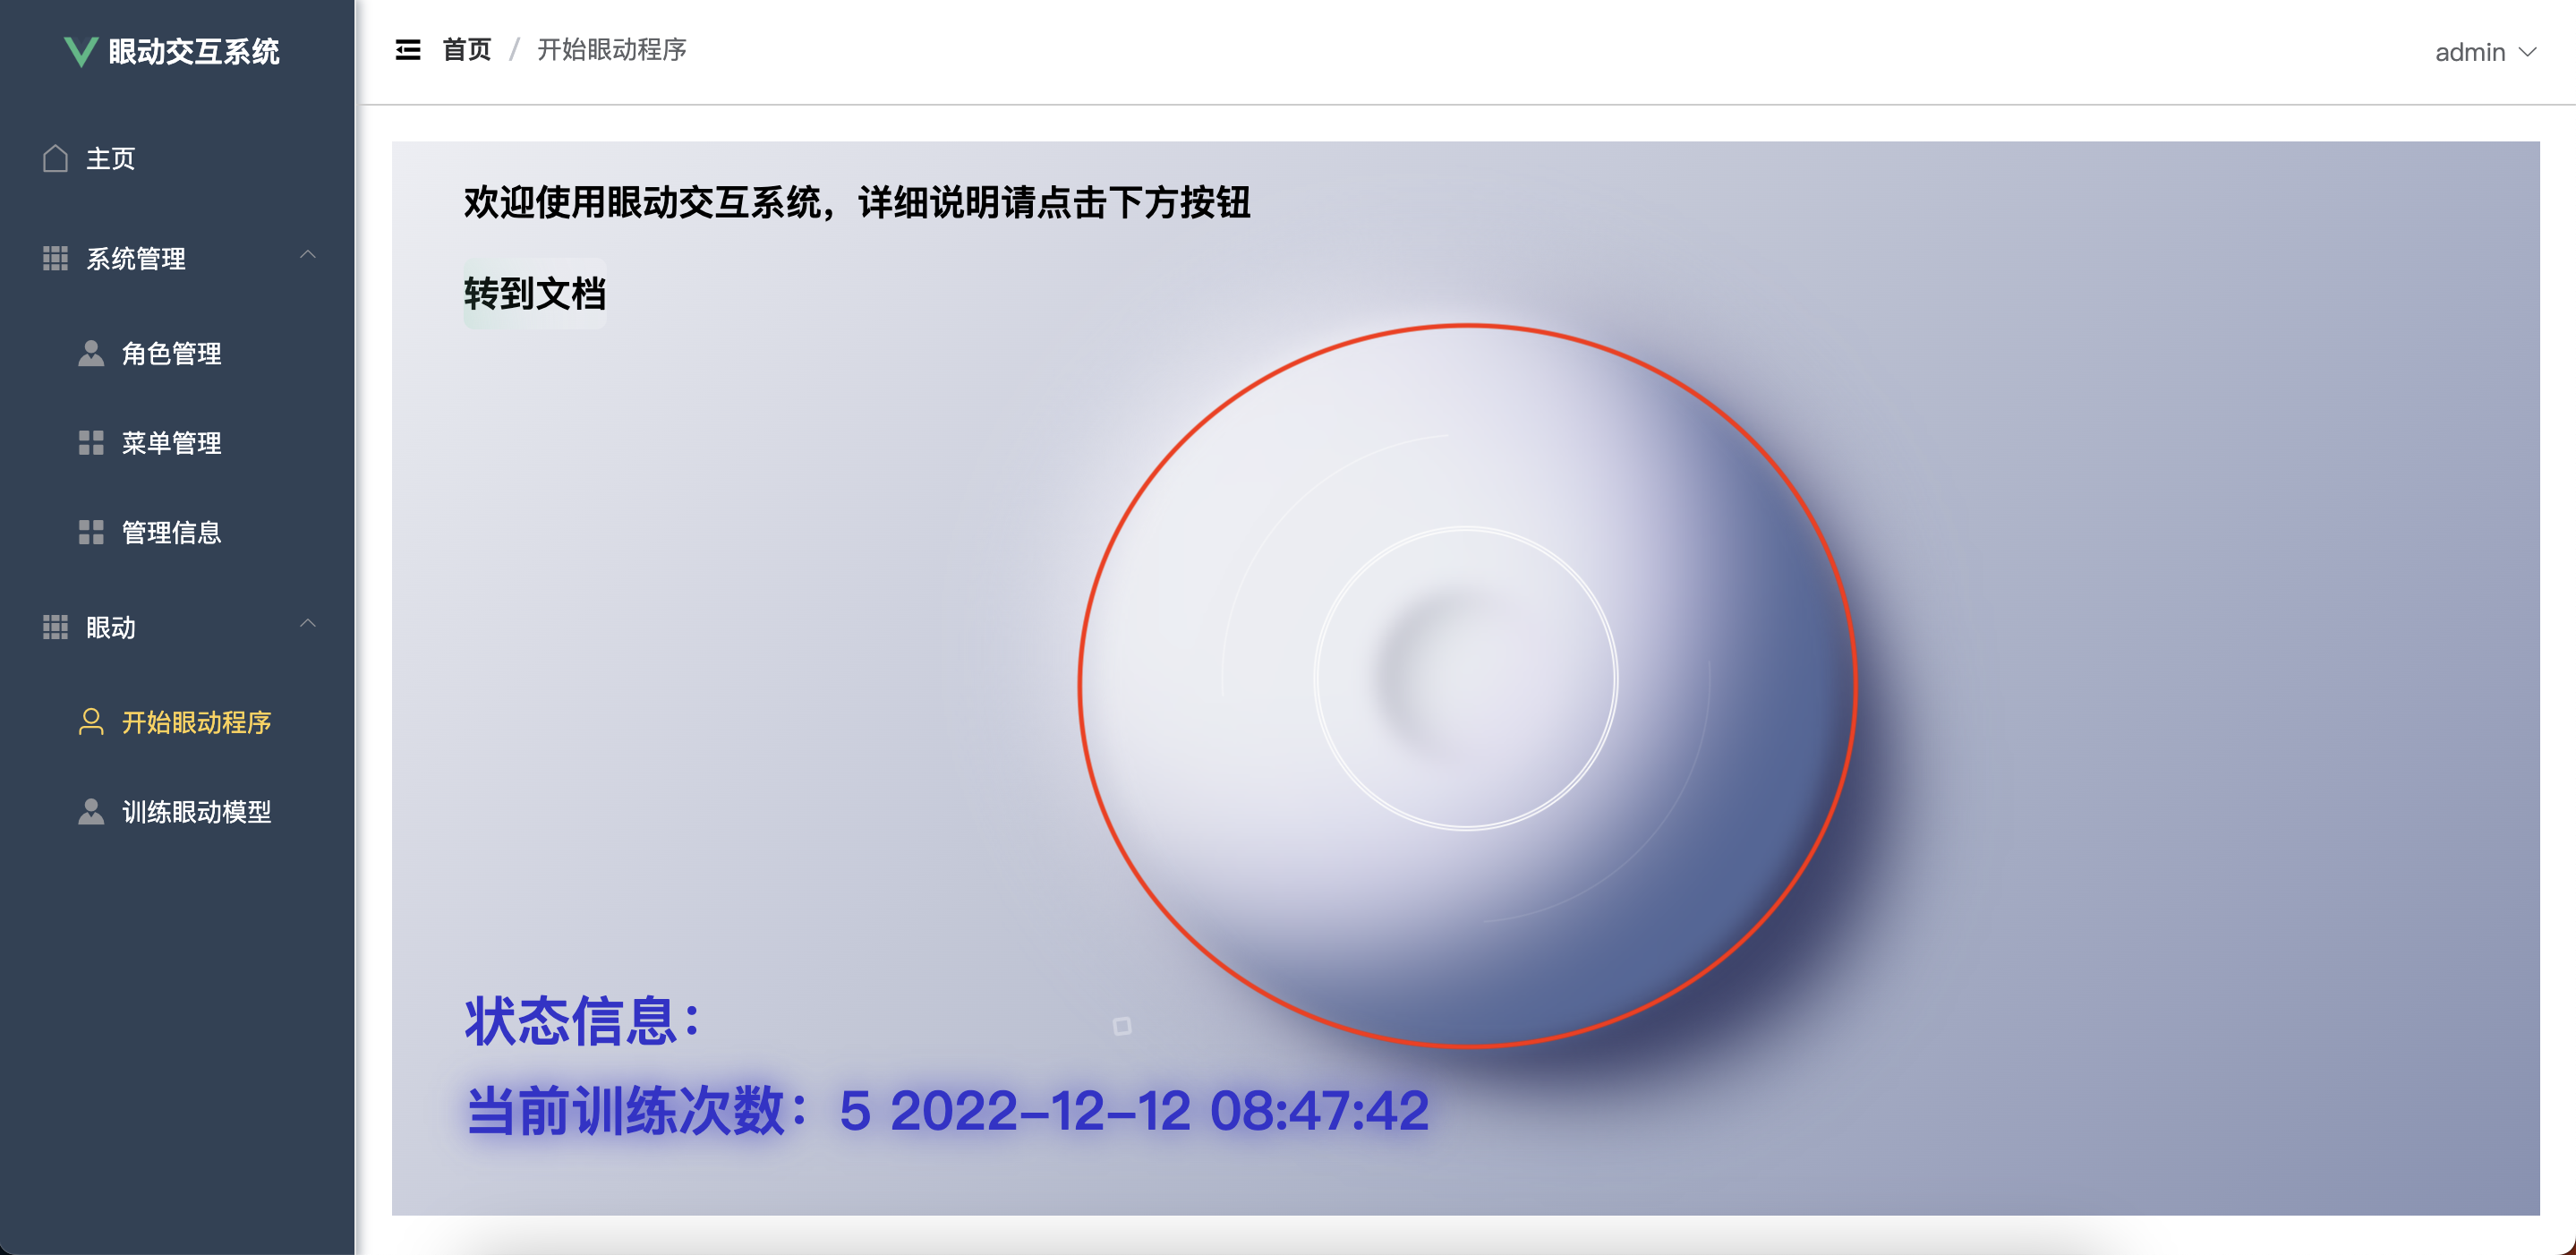 眼动交互系统
首页 / 开始眼动程序
admin
主页
系统管理
角色管理
菜单管理
管理信息
眼动
开始眼动程序
训练眼动模型
欢迎使用眼动交互系统，详细说明请点击下方按钮
转到文档
状态信息：
当前训练次数：5 2022-12-12 08:47:42